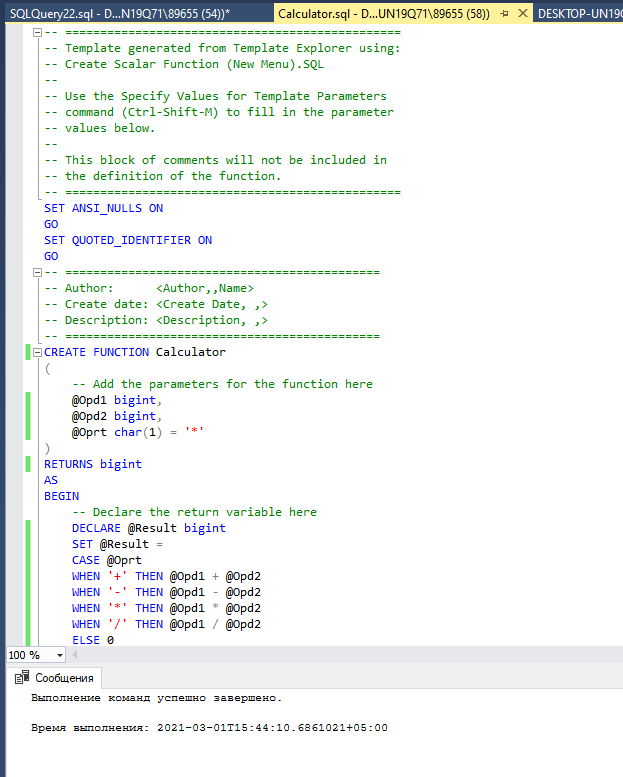 SQLQuery22.sql - D...N19Q71\89655 (54))* Calculator.sql - D...UN19Q71\89655 (58)) DESKTOP-UN19Q
-- ================================================
-- Template generated from Template Explorer using:
-- Create Scalar Function (New Menu).SQL
--
-- Use the Specify Values for Template Parameters
-- command (Ctrl-Shift-M) to fill in the parameter
-- values below.
--
-- This block of comments will not be included in
-- the definition of the function.
-- ================================================
SET ANSI_NULLS ON
GO
SET QUOTED_IDENTIFIER ON
GO
-- =============================================
-- Author: <Author,,Name>
-- Create date: <Create Date, ,>
-- Description: <Description, ,>
-- =============================================
CREATE FUNCTION Calculator
(
-- Add the parameters for the function here
@Opd1 bigint,
@Opd2 bigint,
@Oprt char(1) = '*'
)
RETURNS bigint
AS
BEGIN
-- Declare the return variable here
DECLARE @Result bigint
SET @Result =
CASE @Oprt
WHEN '+' THEN @Opd1 + @Opd2
WHEN '-' THEN @Opd1 - @Opd2
WHEN '*' THEN @Opd1 * @Opd2
WHEN '/' THEN @Opd1 / @Opd2
ELSE 0
100 %
Сообщения
Выполнение команд успешно завершено.
Время выполнения: 2021-03-01T15:44:10.6861021+05:00